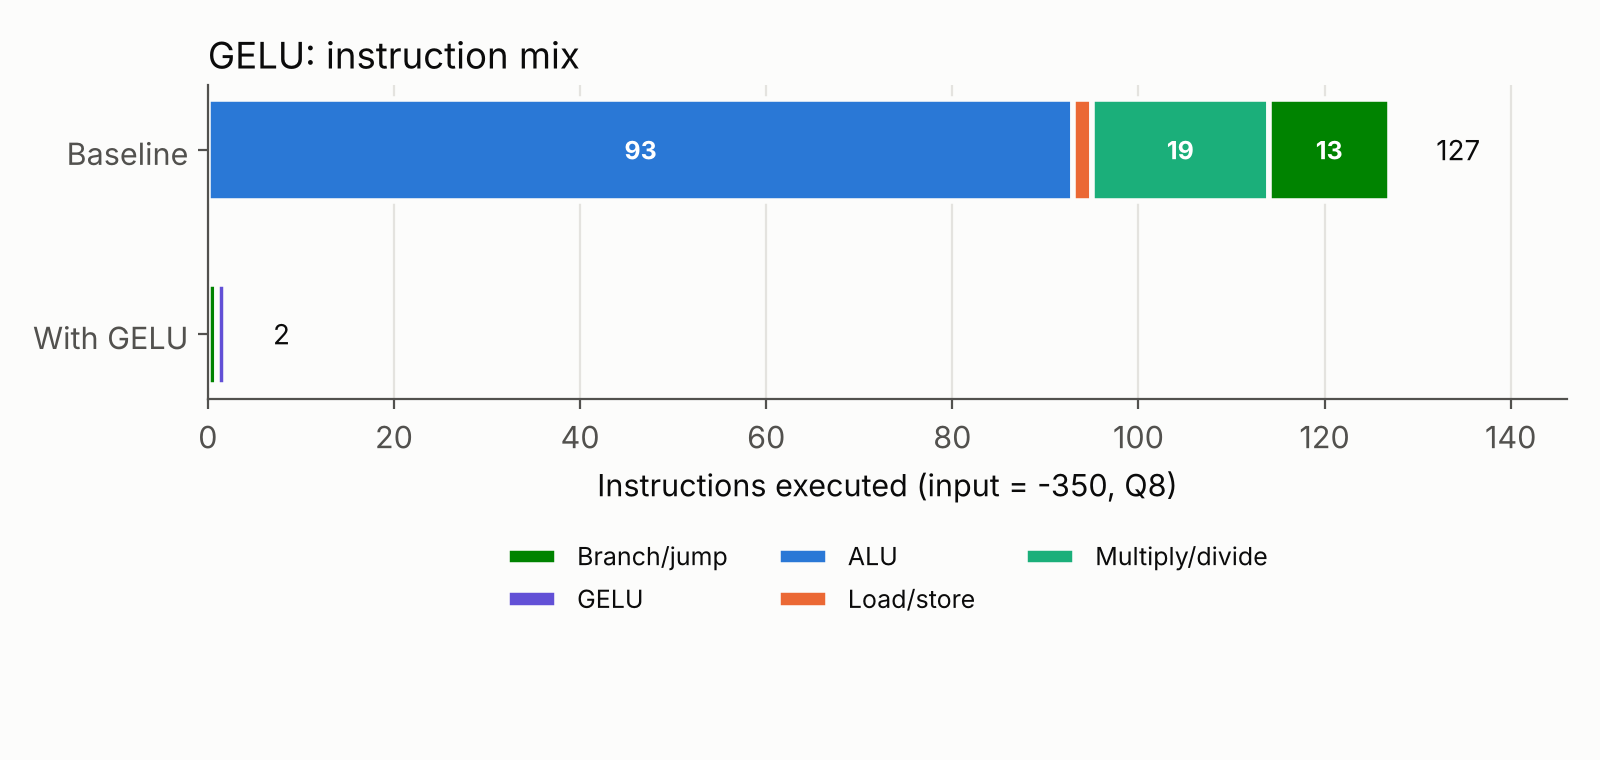 GELU: instruction mix
Baseline
93
19
13
127
With GELU
2
0 20 40 60 80 100 120 140
Instructions executed (input = -350, Q8)
Branch/jump ALU Multiply/divide
GELU Load/store